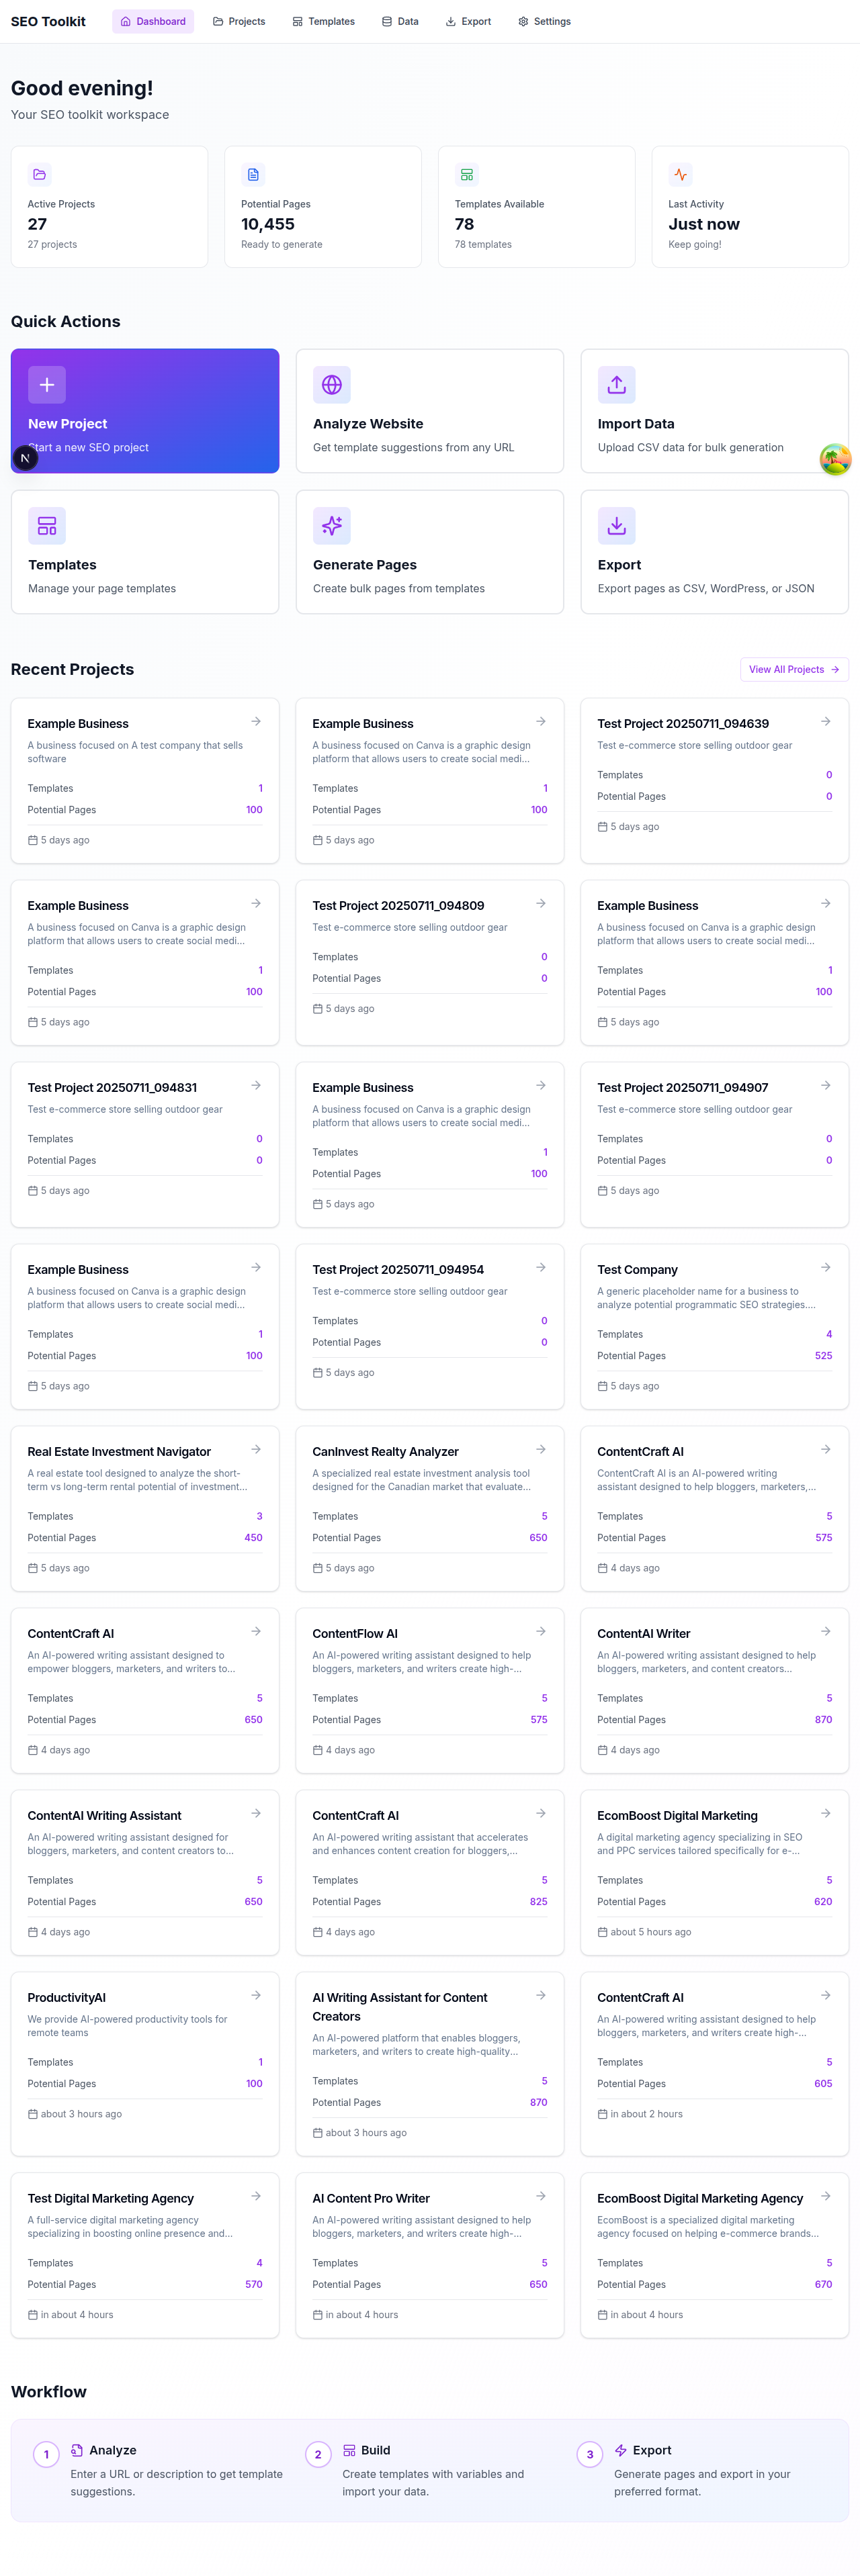 SEO Toolkit
Dashboard
Projects
Templates
Data
Export
Settings
Good evening!
Your SEO toolkit workspace
Active Projects
27
27 projects
Potential Pages
10,455
Ready to generate
Templates Available
78
78 templates
Last Activity
Just now
Keep going!
Quick Actions
New Project
Start a new SEO project
Analyze Website
Get template suggestions from any URL
Import Data
Upload CSV data for bulk generation
N
Templates
Manage your page templates
Generate Pages
Create bulk pages from templates
Export
Export pages as CSV, WordPress, or JSON
Recent Projects
View All Projects
Example Business
A business focused on A test company that sells
software
Templates
1
Potential Pages
100
5 days ago
Example Business
A business focused on Canva is a graphic design
platform that allows users to create social medi...
Templates
1
Potential Pages
100
5 days ago
Test Project 20250711_094639
Test e-commerce store selling outdoor gear
Templates
0
Potential Pages
0
5 days ago
Example Business
A business focused on Canva is a graphic design
platform that allows users to create social medi...
Templates
1
Potential Pages
100
5 days ago
Test Project 20250711_094809
Test e-commerce store selling outdoor gear
Templates
0
Potential Pages
0
5 days ago
Example Business
A business focused on Canva is a graphic design
platform that allows users to create social medi...
Templates
1
Potential Pages
100
5 days ago
Test Project 20250711_094831
Test e-commerce store selling outdoor gear
Templates
0
Potential Pages
0
5 days ago
Example Business
A business focused on Canva is a graphic design
platform that allows users to create social medi...
Templates
1
Potential Pages
100
5 days ago
Test Project 20250711_094907
Test e-commerce store selling outdoor gear
Templates
0
Potential Pages
0
5 days ago
Example Business
A business focused on Canva is a graphic design
platform that allows users to create social medi...
Templates
1
Potential Pages
100
5 days ago
Test Project 20250711_094954
Test e-commerce store selling outdoor gear
Templates
0
Potential Pages
0
5 days ago
Test Company
A generic placeholder name for a business to
analyze potential programmatic SEO strategies....
Templates
4
Potential Pages
525
5 days ago
Real Estate Investment Navigator
A real estate tool designed to analyze the short-
term vs long-term rental potential of investment...
Templates
3
Potential Pages
450
5 days ago
CanInvest Realty Analyzer
A specialized real estate investment analysis tool
designed for the Canadian market that evaluate...
Templates
5
Potential Pages
650
5 days ago
ContentCraft AI
ContentCraft AI is an AI-powered writing
assistant designed to help bloggers, marketers,...
Templates
5
Potential Pages
575
4 days ago
ContentCraft AI
An AI-powered writing assistant designed to
empower bloggers, marketers, and writers to...
Templates
5
Potential Pages
650
4 days ago
ContentFlow AI
An AI-powered writing assistant designed to help
bloggers, marketers, and writers create high-...
Templates
5
Potential Pages
575
4 days ago
ContentAI Writer
An AI-powered writing assistant designed to help
bloggers, marketers, and content creators...
Templates
5
Potential Pages
870
4 days ago
ContentAI Writing Assistant
An AI-powered writing assistant designed for
bloggers, marketers, and content creators to...
Templates
5
Potential Pages
650
4 days ago
ContentCraft AI
An AI-powered writing assistant that accelerates
and enhances content creation for bloggers,...
Templates
5
Potential Pages
825
4 days ago
EcomBoost Digital Marketing
A digital marketing agency specializing in SEO
and PPC services tailored specifically for e-...
Templates
5
Potential Pages
620
about 5 hours ago
ProductivityAI
We provide AI-powered productivity tools for
remote teams
Templates
1
Potential Pages
100
about 3 hours ago
AI Writing Assistant for Content
Creators
An AI-powered platform that enables bloggers,
marketers, and writers to create high-quality...
Templates
5
Potential Pages
870
about 3 hours ago
ContentCraft AI
An AI-powered writing assistant designed to help
bloggers, marketers, and writers create high-...
Templates
5
Potential Pages
605
in about 2 hours
Test Digital Marketing Agency
A full-service digital marketing agency
specializing in boosting online presence and...
Templates
4
Potential Pages
570
in about 4 hours
AI Content Pro Writer
An AI-powered writing assistant designed to help
bloggers, marketers, and writers create high-...
Templates
5
Potential Pages
650
in about 4 hours
EcomBoost Digital Marketing Agency
EcomBoost is a specialized digital marketing
agency focused on helping e-commerce brands...
Templates
5
Potential Pages
670
in about 4 hours
Workflow
1
Analyze
Enter a URL or description to get template
suggestions.
2
Build
Create templates with variables and
import your data.
3
Export
Generate pages and export in your
preferred format.